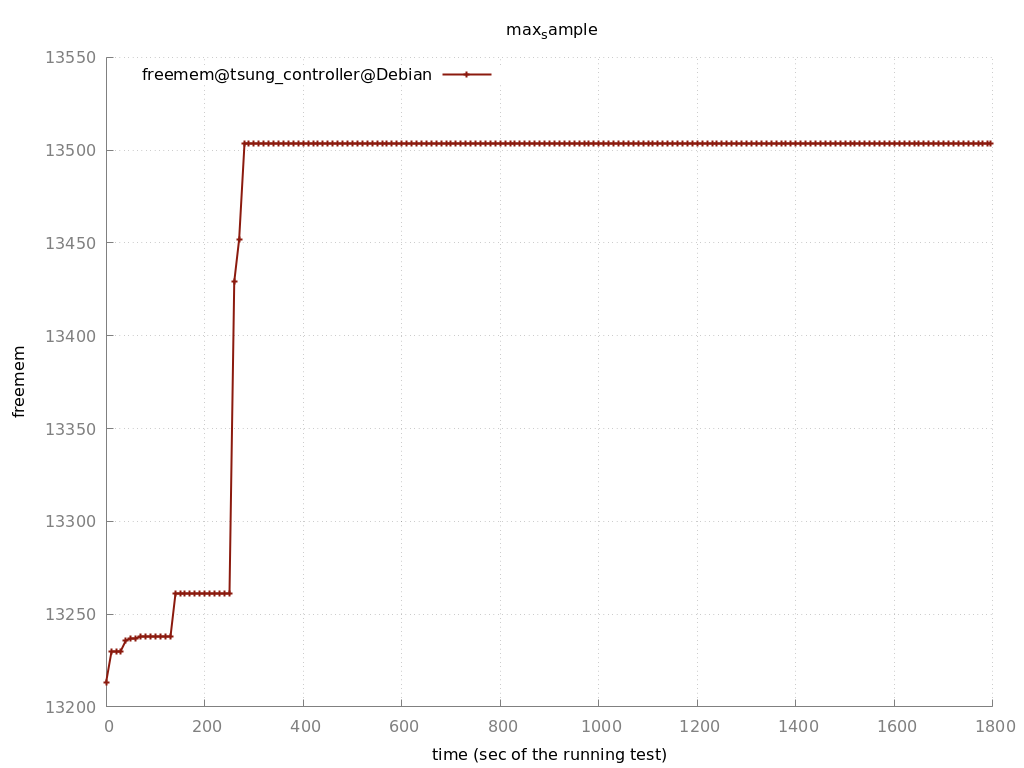 max_sample
freemem@tsung_controller@Debian
13550
13500
13450
13400
13350
13300
13250
13200
freemem
0 200 400 600 800 1000 1200 1400 1600 1800
time (sec of the running test)